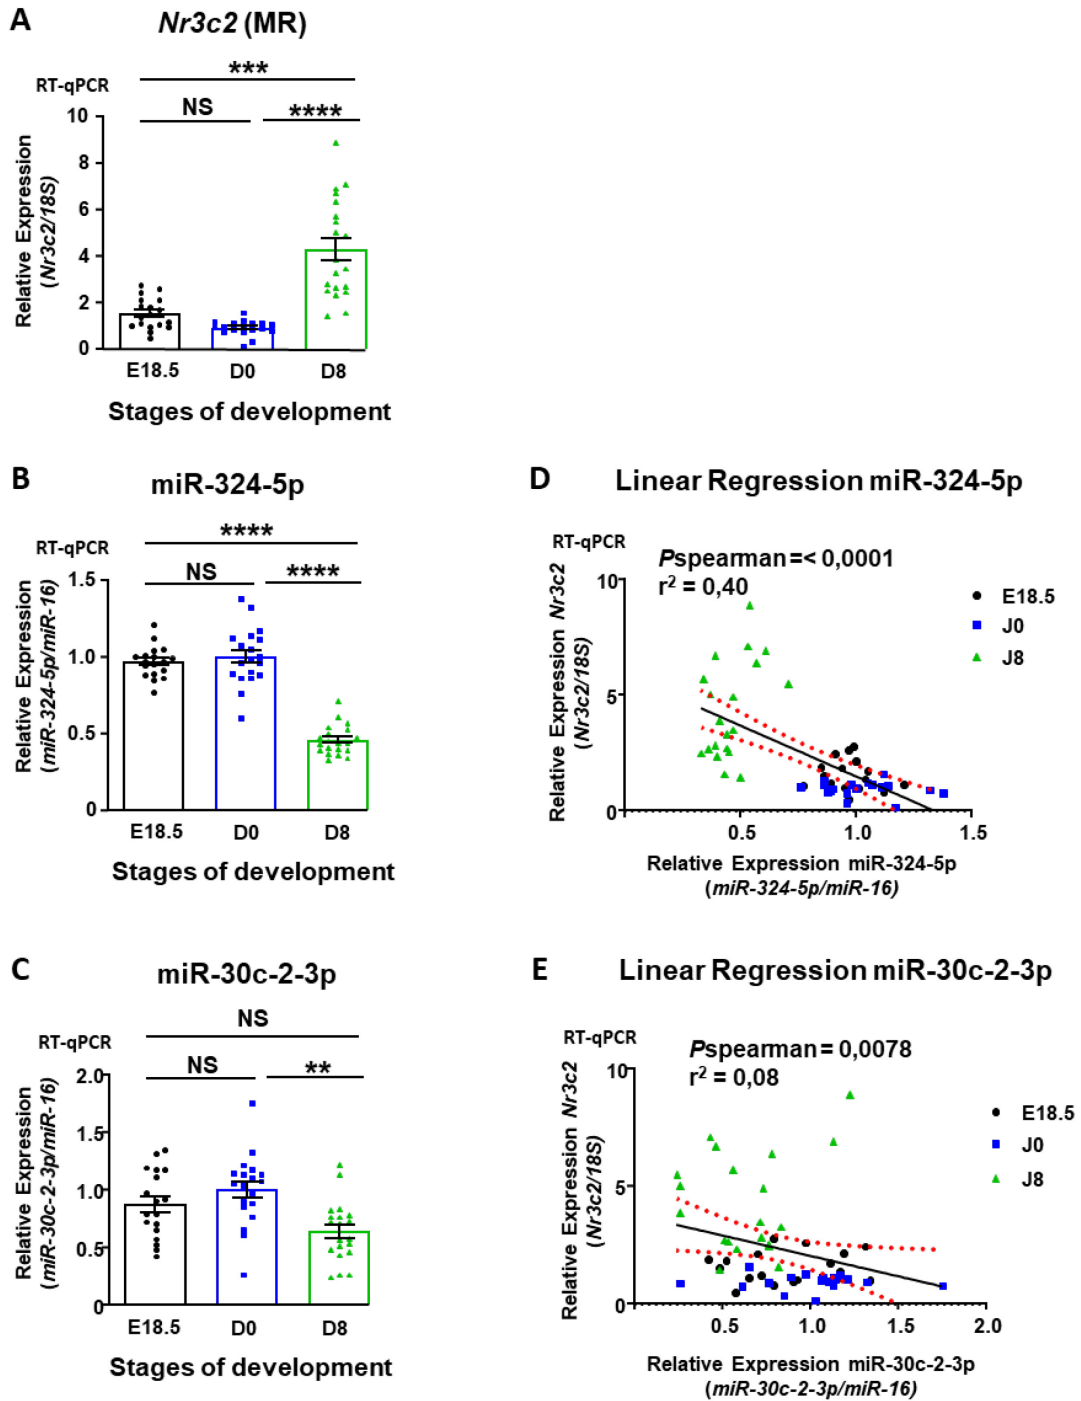 A
Nr3c2 (MR)
***
RT-qPCR
NS
****
10
8
6
4
2
0
Relative Expression
(Nr3c2/18S)
E18.5
D0
D8
Stages of development
B
miR-324-5p
****
RT-qPCR
NS
****
1.5
1.0
0.5
0
Relative Expression
(miR-324-5p/miR-16)
E18.5
D0
D8
Stages of development
D
Linear Regression miR-324-5p
RT-qPCR
Pspearman =< 0,0001
r² = 0,40
E18.5
J0
J8
10
5
0
Relative Expression Nr3c2
(Nr3c2/18S)
0.5
1.0
1.5
Relative Expression miR-324-5p
(miR-324-5p/miR-16)
C
miR-30c-2-3p
NS
RT-qPCR
NS
**
2.0
1.5
1.0
0.5
0
Relative Expression
(miR-30c-2-3p/miR-16)
E18.5
D0
D8
Stages of development
E
Linear Regression miR-30c-2-3p
RT-qPCR
Pspearman = 0,0078
r² = 0,08
E18.5
J0
J8
10
5
0
Relative Expression Nr3c2
(Nr3c2/18S)
0.5
1.0
1.5
2.0
Relative Expression miR-30c-2-3p
(miR-30c-2-3p/miR-16)